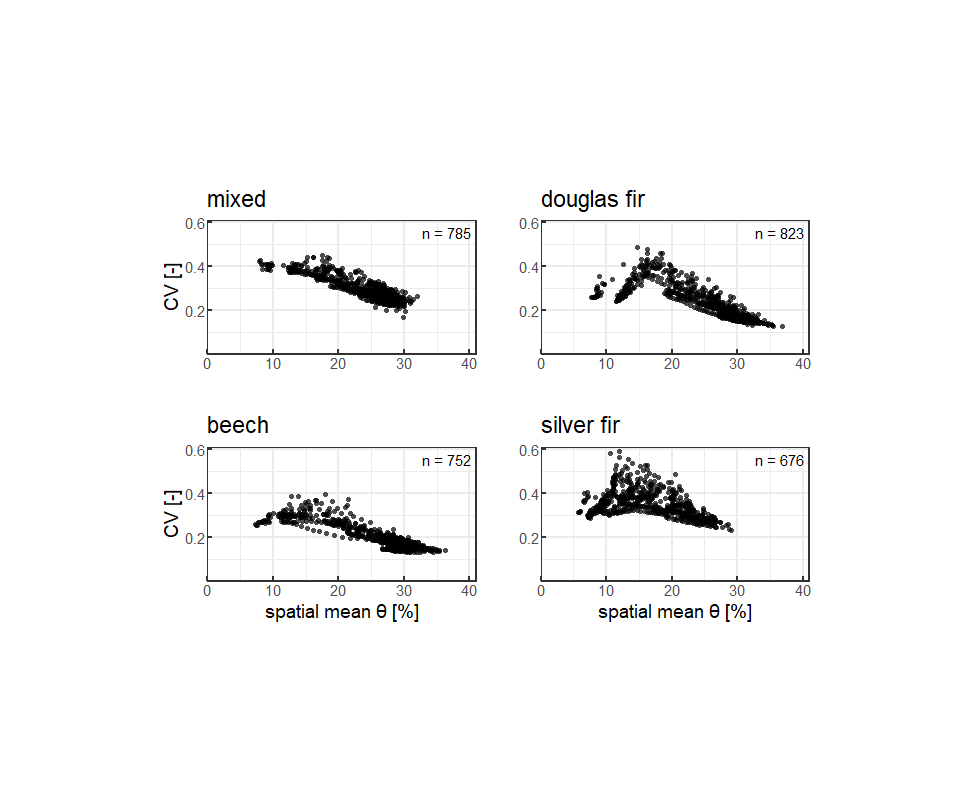 mixed
douglas fir
0.6
n = 785
n = 823
0.6
0.4
0.4
CV [-]
0.2
0.2
0 10 20 30 40
0 10 20 30 40
beech
silver fir
0.6
n = 752
0.6
n = 676
0.4
0.4
CV [-]
0.2
0.2
0 10 20 30 40
0 10 20 30 40
spatial mean θ [%]
spatial mean θ [%]